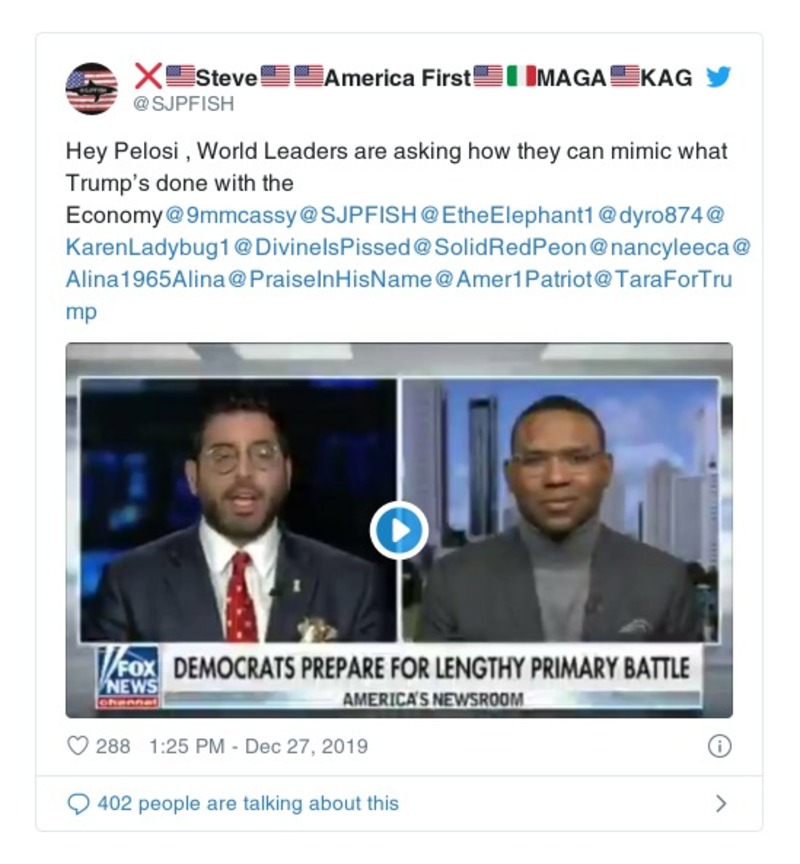 ❌🇺🇸Steve🇺🇸 🇺🇸America First🇺🇸🇮🇹MAGA🇺🇸KAG
@SJPFISH
Hey Pelosi , World Leaders are asking how they can mimic what
Trump’s done with the
Economy@9mmcassy@SJPFISH@EtheElephant1@dyro874@
KarenLadybug1@DivineIsPissed@SolidRedPeon@nancyleeca@
Alina1965Alina@PraiseInHisName@Amer1Patriot@TaraForTru
mp
FOX
NEWS
channel
DEMOCRATS PREPARE FOR LENGTHY PRIMARY BATTLE
AMERICA'S NEWSROOM
288 1:25 PM - Dec 27, 2019
402 people are talking about this